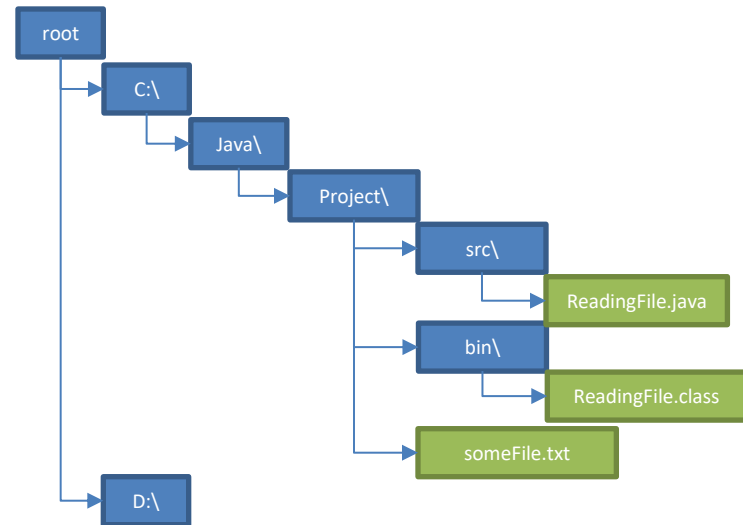 root
C:\
Java\
Project\
src\
ReadingFile.java
bin\
ReadingFile.class
someFile.txt
D:\